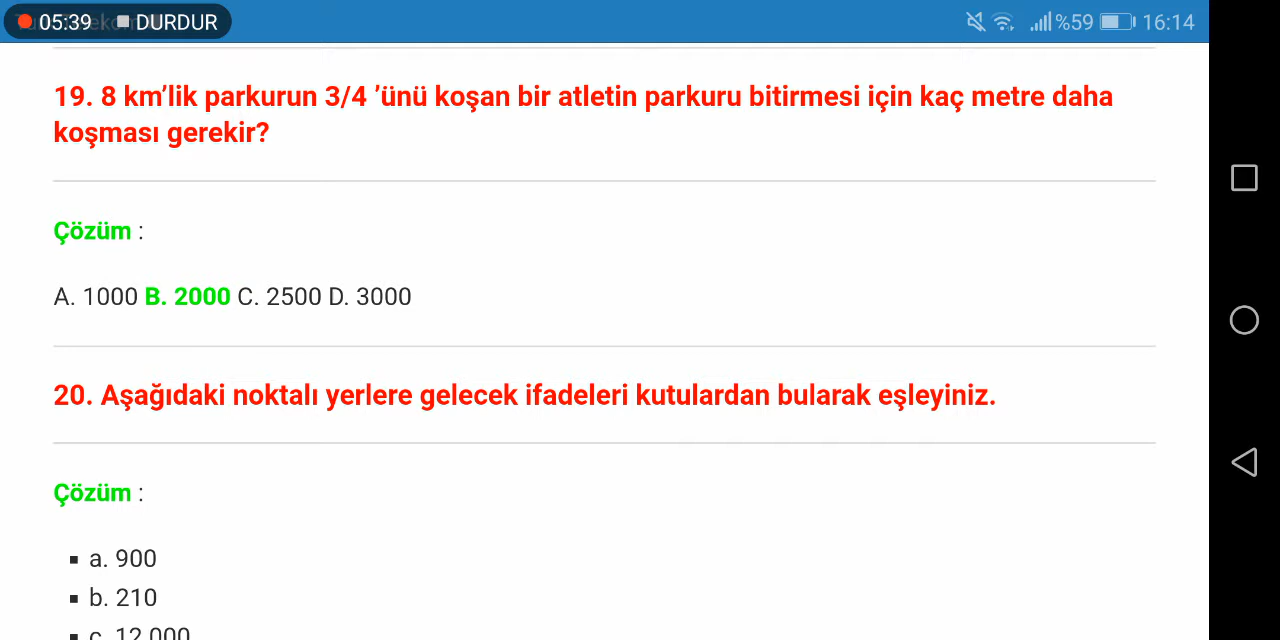 05:39 DURDUR %59 16:14
19. 8 km’lik parkurun 3/4 ’ünü koşan bir atletin parkuru bitirmesi için kaç metre daha
koşması gerekir?
Çözüm :
A. 1000 B. 2000 C. 2500 D. 3000
20. Aşağıdaki noktalı yerlere gelecek ifadeleri kutulardan bularak eşleyiniz.
Çözüm :
a. 900
b. 210
c. 12.000